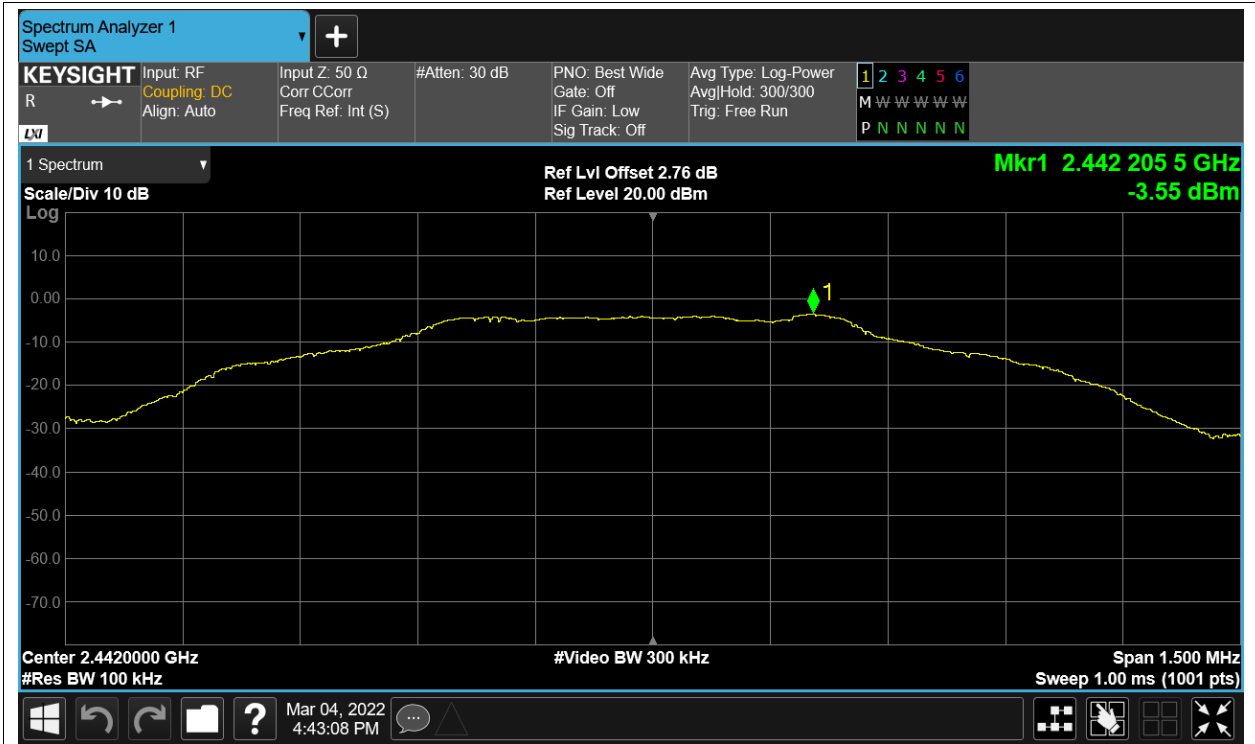 Spectrum Analyzer 1
Swept SA
KEYSIGHT
R
LXI
Input: RF
Coupling: DC
Align: Auto
Input Z: 50 Ω
Corr CCorr
Freq Ref: Int (S)
#Atten: 30 dB
PNO: Best Wide
Gate: Off
IF Gain: Low
Sig Track: Off
Avg Type: Log-Power
Avg|Hold: 300/300
Trig: Free Run
1 2 3 4 5 6
M W W W W W
P N N N N N
1 Spectrum
Scale/Div 10 dB
Log
Ref Lvl Offset 2.76 dB
Ref Level 20.00 dBm
Mkr1 2.442 205 5 GHz
-3.55 dBm
10.0
0.00
1
-10.0
-20.0
-30.0
-40.0
-50.0
-60.0
-70.0
Center 2.4420000 GHz
#Video BW 300 kHz
Span 1.500 MHz
#Res BW 100 kHz
Sweep 1.00 ms (1001 pts)
?
Mar 04, 2022
4:43:08 PM